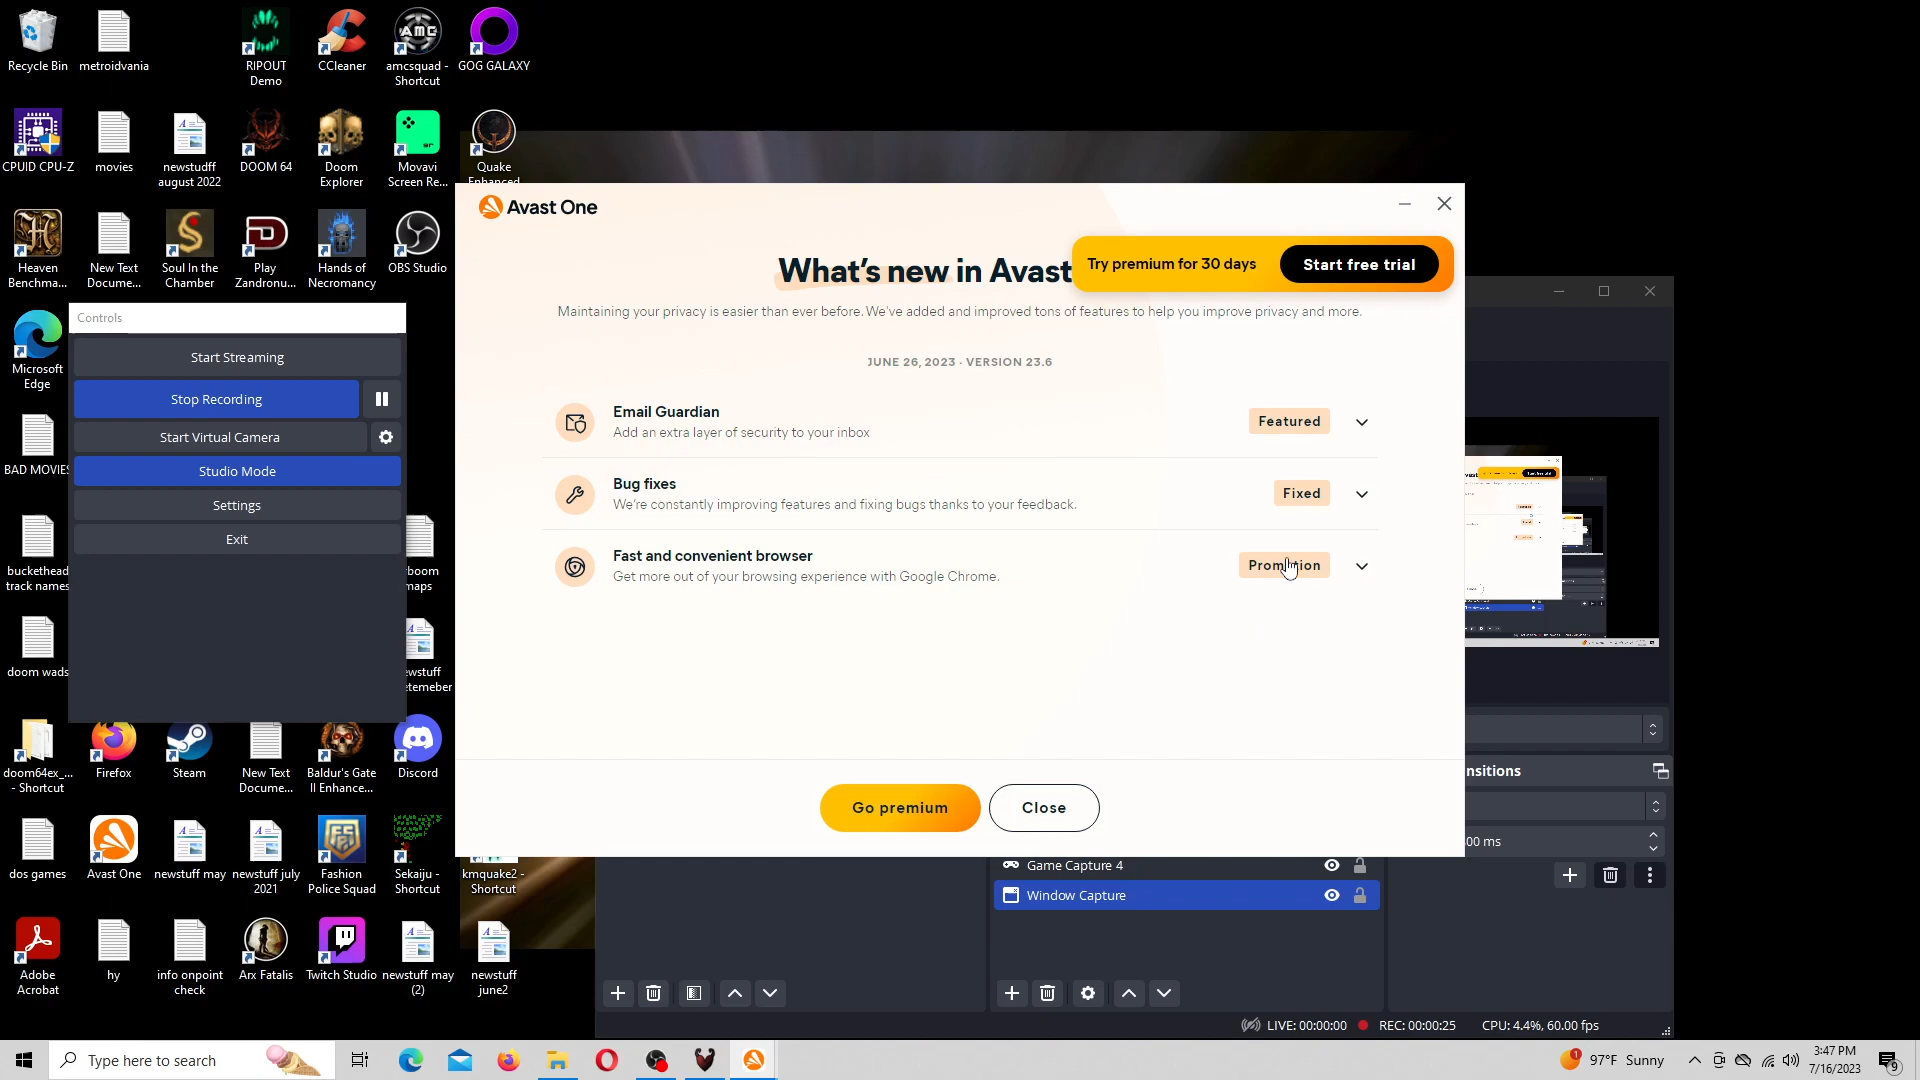 Recycle Bin
metroidvania
RIPOUT
Demo
CCleaner
AMC
amcsquad -
Shortcut
GOG GALAXY
CPUID CPU-Z
movies
newstudff
august 2022
DOOM 64
Doom
Explorer
Movavi
Screen Re...
Quake
Enhanced
Heaven
Benchma...
New Text
Docume...
Soul In the
Chamber
Play
Zandronu...
Hands of
Necromancy
OBS Studio
Microsoft
Edge
BAD MOVIES
buckethead
track names
boom
maps
doom wads
ewstuff
etemeber
doom64ex_...
- Shortcut
Firefox
Steam
New Text
Docume...
Baldur's Gate
II Enhance...
Discord
dos games
Avast One
newstuff may
newstuff july
2021
Fashion
Police Squad
Sekaiju -
Shortcut
kmquake2 -
Shortcut
Adobe
Acrobat
hy
info onpoint
check
Arx Fatalis
Twitch Studio
newstuff may
(2)
newstuff
june2
Controls
Start Streaming
Stop Recording
Start Virtual Camera
Studio Mode
Settings
Exit
Avast One
What's new in Avast
Try premium for 30 days
Start free trial
Maintaining your privacy is easier than ever before. We've added and improved tons of features to help you improve privacy and more.
JUNE 26, 2023 · VERSION 23.6
Email Guardian
Add an extra layer of security to your inbox
Featured
Bug fixes
We're constantly improving features and fixing bugs thanks to your feedback.
Fixed
Fast and convenient browser
Get more out of your browsing experience with Google Chrome.
Promotion
Go premium
Close
nsitions
00 ms
Game Capture 4
Window Capture
LIVE: 00:00:00
REC: 00:00:25
CPU: 4.4%, 60.00 fps
Type here to search
1
97°F Sunny
3:47 PM
7/16/2023
9